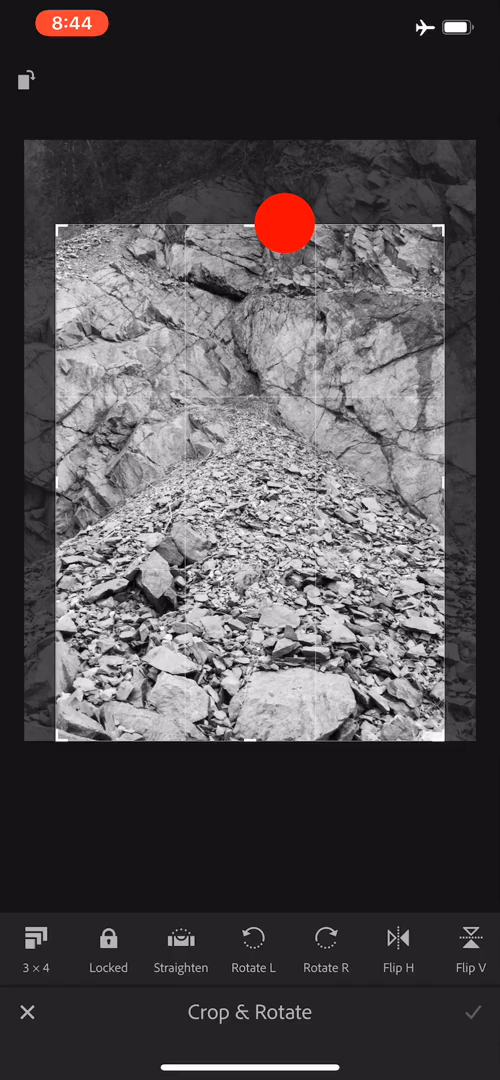 8:44
3 × 4
Locked
Straighten
Rotate L
Rotate R
Flip H
Flip V
Crop & Rotate